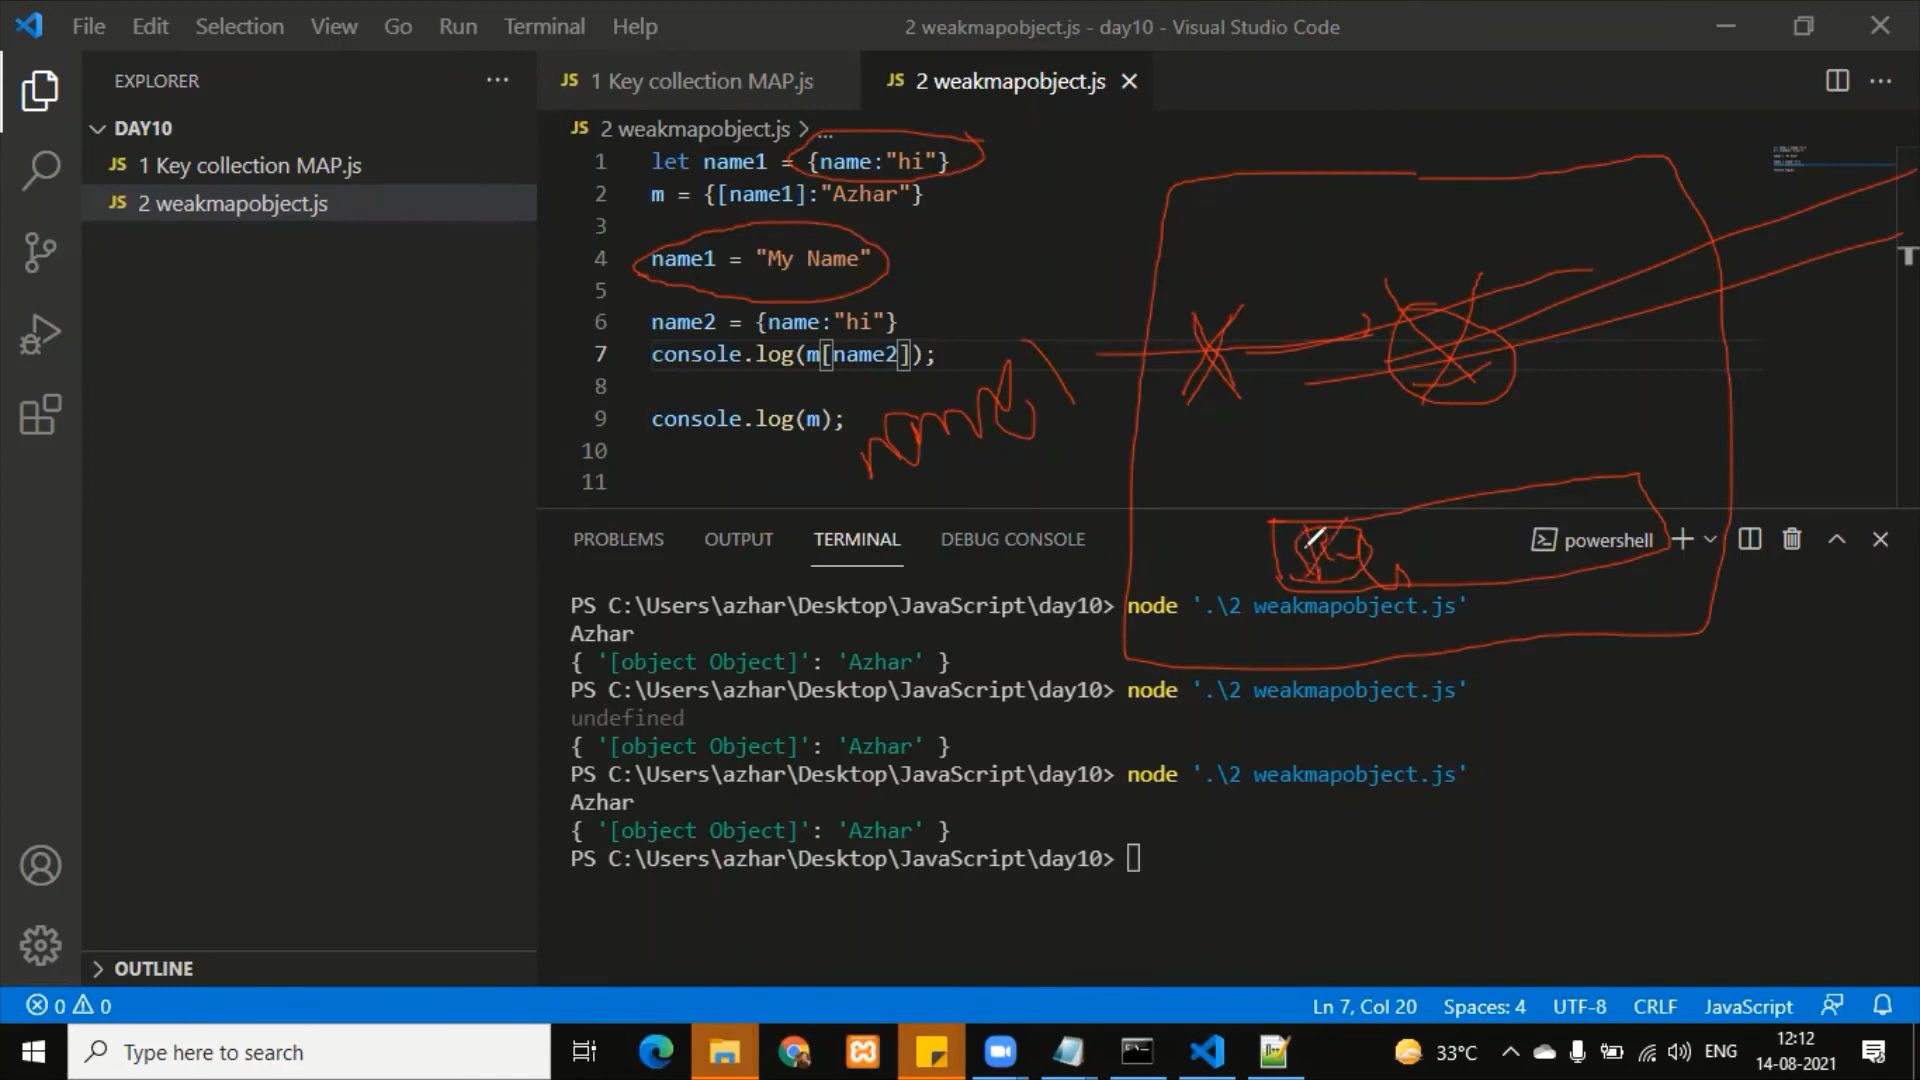 File Edit Selection View Go Run Terminal Help
2 weakmapobject.js - day10 - Visual Studio Code
EXPLORER
DAY10
JS 1 Key collection MAP.js
JS 2 weakmapobject.js
JS 1 Key collection MAP.js
JS 2 weakmapobject.js
JS 2 weakmapobject.js > ...
1 let name1 = {name:"hi"}
2 m = {[name1]:"Azhar"}
3
4 name1 = "My Name"
5
6 name2 = {name:"hi"}
7 console.log(m[name2]);
8
9 console.log(m);
10
11
name1
PROBLEMS OUTPUT TERMINAL DEBUG CONSOLE
powershell
PS C:\Users\azhar\Desktop\JavaScript\day10> node '.\2 weakmapobject.js'
Azhar
{ '[object Object]': 'Azhar' }
PS C:\Users\azhar\Desktop\JavaScript\day10> node '.\2 weakmapobject.js'
undefined
{ '[object Object]': 'Azhar' }
PS C:\Users\azhar\Desktop\JavaScript\day10> node '.\2 weakmapobject.js'
Azhar
{ '[object Object]': 'Azhar' }
PS C:\Users\azhar\Desktop\JavaScript\day10>
OUTLINE
0 0
Ln 7, Col 20 Spaces: 4 UTF-8 CRLF JavaScript
Type here to search
33°C
ENG
12:12
14-08-2021